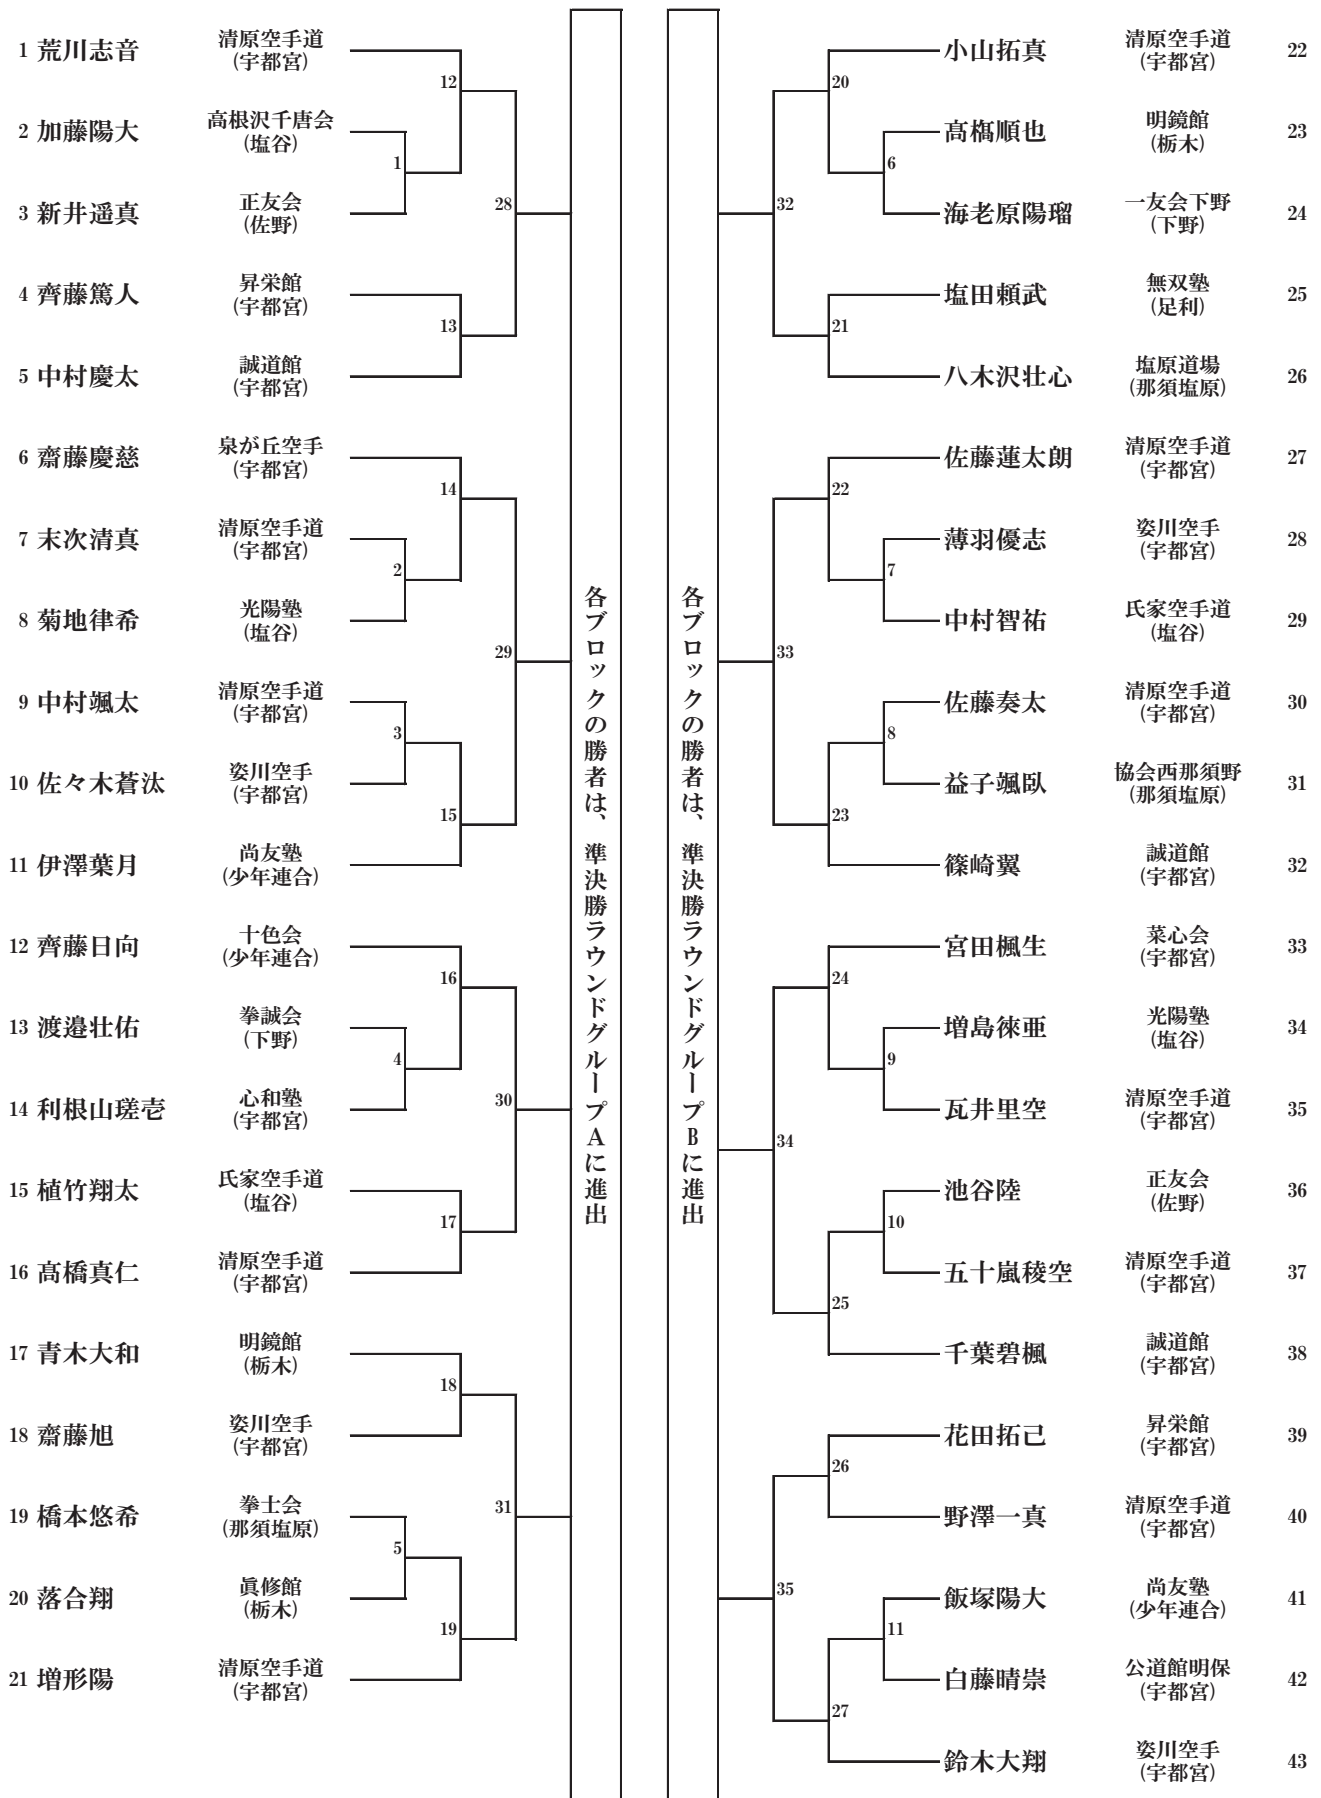 1 荒川志音 清原空手道
(宇都宮)
12
2 加藤陽大 高根沢千唐会
(塩谷)
1
3 新井遥真 正友会
(佐野)
28
4 齊藤篤人 昇栄館
(宇都宮)
13
5 中村慶太 誠道館
(宇都宮)
6 齋藤慶慈 泉が丘空手
(宇都宮)
14
7 末次清真 清原空手道
(宇都宮)
2
8 菊地律希 光陽塾
(塩谷)
29
9 中村颯太 清原空手道
(宇都宮)
3
10 佐々木蒼汰 姿川空手
(宇都宮)
15
11 伊澤葉月 尚友塾
(少年連合)
12 齊藤日向 十色会
(少年連合)
16
13 渡邉壮佑 拳誠会
(下野)
4
14 利根山瑳壱 心和塾
(宇都宮)
30
15 植竹翔太 氏家空手道
(塩谷)
17
16 髙橋真仁 清原空手道
(宇都宮)
17 青木大和 明鏡館
(栃木)
18
18 齋藤旭 姿川空手
(宇都宮)
19 橋本悠希 拳士会
(那須塩原)
31
5
20 落合翔 眞修館
(栃木)
19
21 増形陽 清原空手道
(宇都宮)
各ブロックの勝者は、準決勝ラウンドグループAに進出
各ブロックの勝者は、準決勝ラウンドグループBに進出
小山拓真 清原空手道 22
(宇都宮)
20
髙橋順也 明鏡館 23
(栃木)
6
海老原陽瑠 一友会下野 24
(下野)
32
塩田頼武 無双塾 25
(足利)
21
八木沢壮心 塩原道場 26
(那須塩原)
佐藤蓮太朗 清原空手道 27
(宇都宮)
22
薄羽優志 姿川空手 28
(宇都宮)
7
中村智祐 氏家空手道 29
(塩谷)
33
佐藤奏太 清原空手道 30
(宇都宮)
8
益子颯臥 協会西那須野 31
(那須塩原)
23
篠崎翼 誠道館 32
(宇都宮)
宮田楓生 菜心会 33
(宇都宮)
24
増島徠亜 光陽塾 34
(塩谷)
9
瓦井里空 清原空手道 35
(宇都宮)
34
池谷陸 正友会 36
(佐野)
10
五十嵐稜空 清原空手道 37
(宇都宮)
25
千葉碧楓 誠道館 38
(宇都宮)
花田拓己 昇栄館 39
(宇都宮)
26
野澤一真 清原空手道 40
(宇都宮)
35
飯塚陽大 尚友塾 41
(少年連合)
11
白藤晴崇 公道館明保 42
(宇都宮)
27
鈴木大翔 姿川空手 43
(宇都宮)